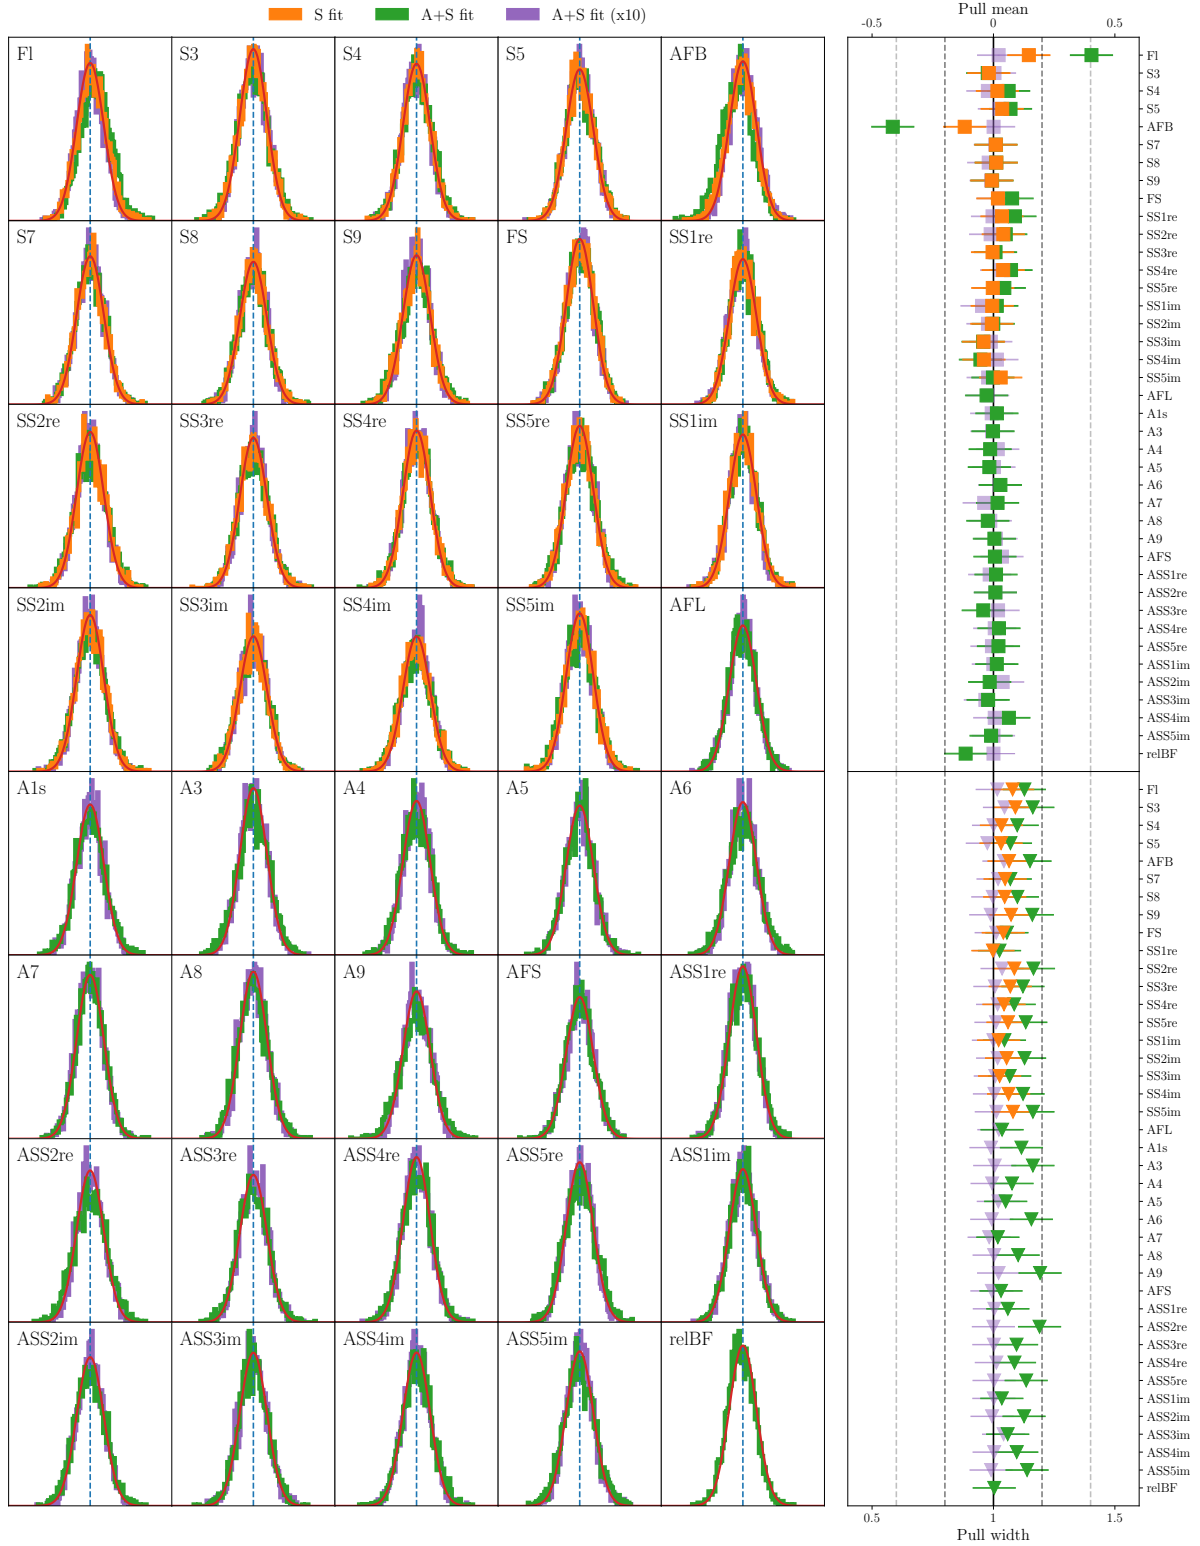 S fit A+S fit A+S fit (x10)
Fl S3 S4 S5 AFB
S7 S8 S9 FS SS1re
SS2re SS3re SS4re SS5re SS1im
SS2im SS3im SS4im SS5im AFL
A1s A3 A4 A5 A6
A7 A8 A9 AFS ASS1re
ASS2re ASS3re ASS4re ASS5re ASS1im
ASS2im ASS3im ASS4im ASS5im relBF
Pull mean
-0.5 0 0.5
Fl
S3
S4
S5
AFB
S7
S8
S9
FS
SS1re
SS2re
SS3re
SS4re
SS5re
SS1im
SS2im
SS3im
SS4im
SS5im
AFL
A1s
A3
A4
A5
A6
A7
A8
A9
AFS
ASS1re
ASS2re
ASS3re
ASS4re
ASS5re
ASS1im
ASS2im
ASS3im
ASS4im
ASS5im
relBF
Fl
S3
S4
S5
AFB
S7
S8
S9
FS
SS1re
SS2re
SS3re
SS4re
SS5re
SS1im
SS2im
SS3im
SS4im
SS5im
AFL
A1s
A3
A4
A5
A6
A7
A8
A9
AFS
ASS1re
ASS2re
ASS3re
ASS4re
ASS5re
ASS1im
ASS2im
ASS3im
ASS4im
ASS5im
relBF
0.5 1 1.5
Pull width